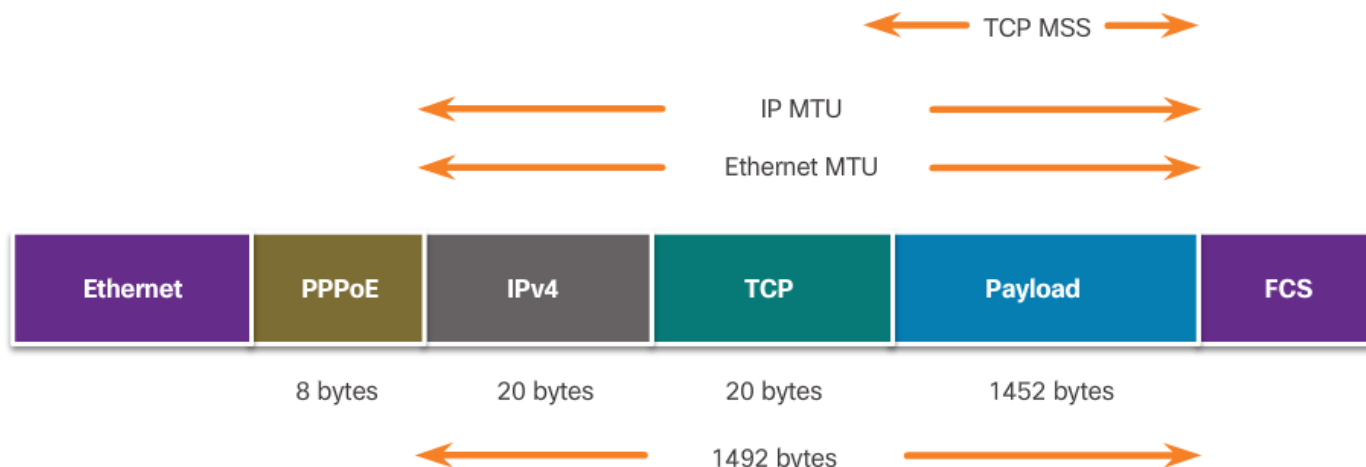 TCP MSS
IP MTU
Ethernet MTU
Ethernet PPPoE IPv4 TCP Payload FCS
8 bytes 20 bytes 20 bytes 1452 bytes
1492 bytes